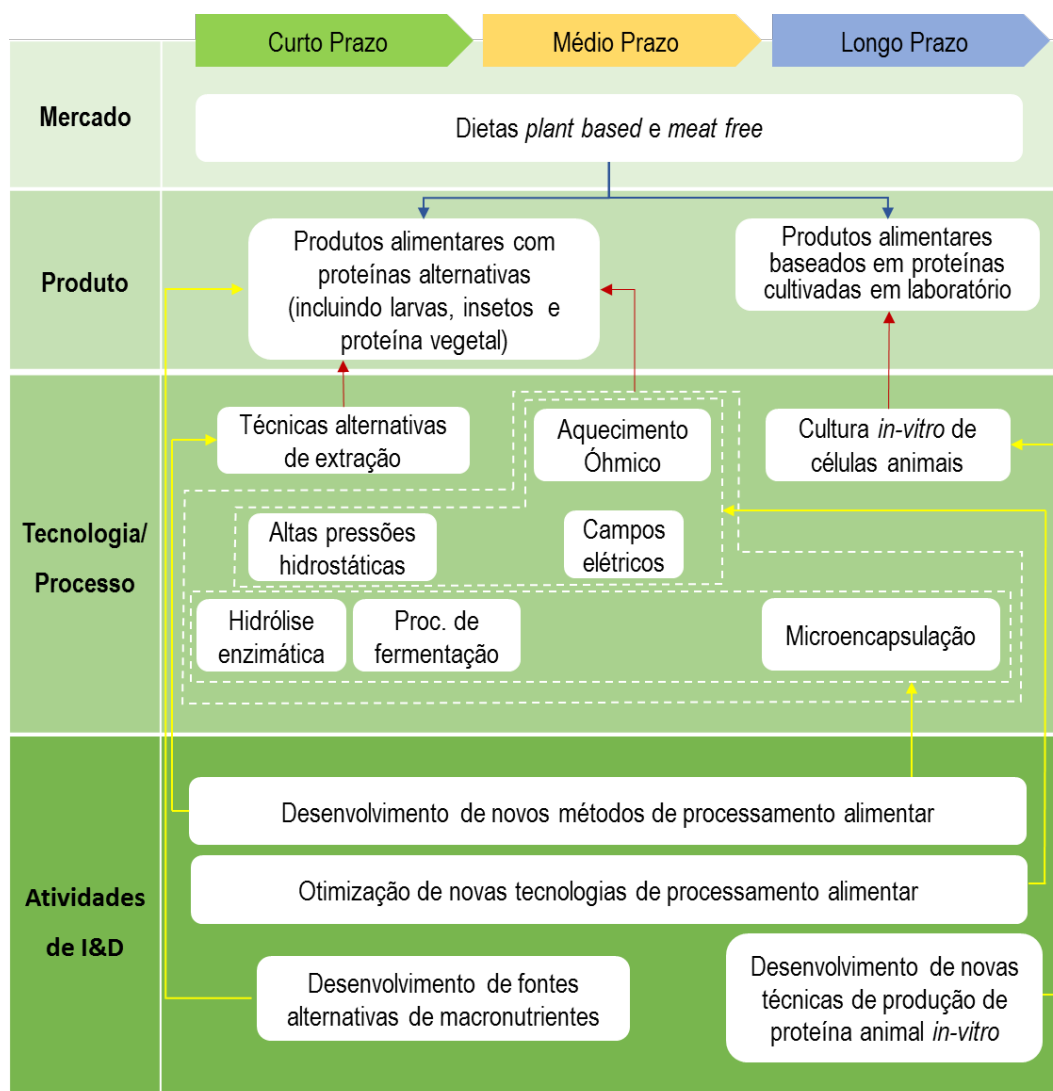 Curto Prazo
Médio Prazo
Longo Prazo
Mercado
Dietas plant based e meat free
Produto
Produtos alimentares com
proteínas alternativas
(incluindo larvas, insetos e
proteína vegetal)
Produtos alimentares
baseados em proteínas
cultivadas em laboratório
Tecnologia/
Processo
Técnicas alternativas
de extração
Aquecimento
Óhmico
Cultura in-vitro de
células animais
Altas pressões
hidrostáticas
Campos
elétricos
Hidrólise
enzimática
Proc. de
fermentação
Microencapsulação
Atividades
de I&D
Desenvolvimento de novos métodos de processamento alimentar
Otimização de novas tecnologias de processamento alimentar
Desenvolvimento de fontes
alternativas de macronutrientes
Desenvolvimento de novas
técnicas de produção de
proteína animal in-vitro